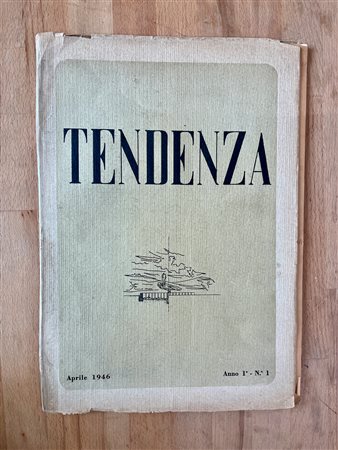 TENDENZA
Aprile 1946
Anno 1° - N.° 1